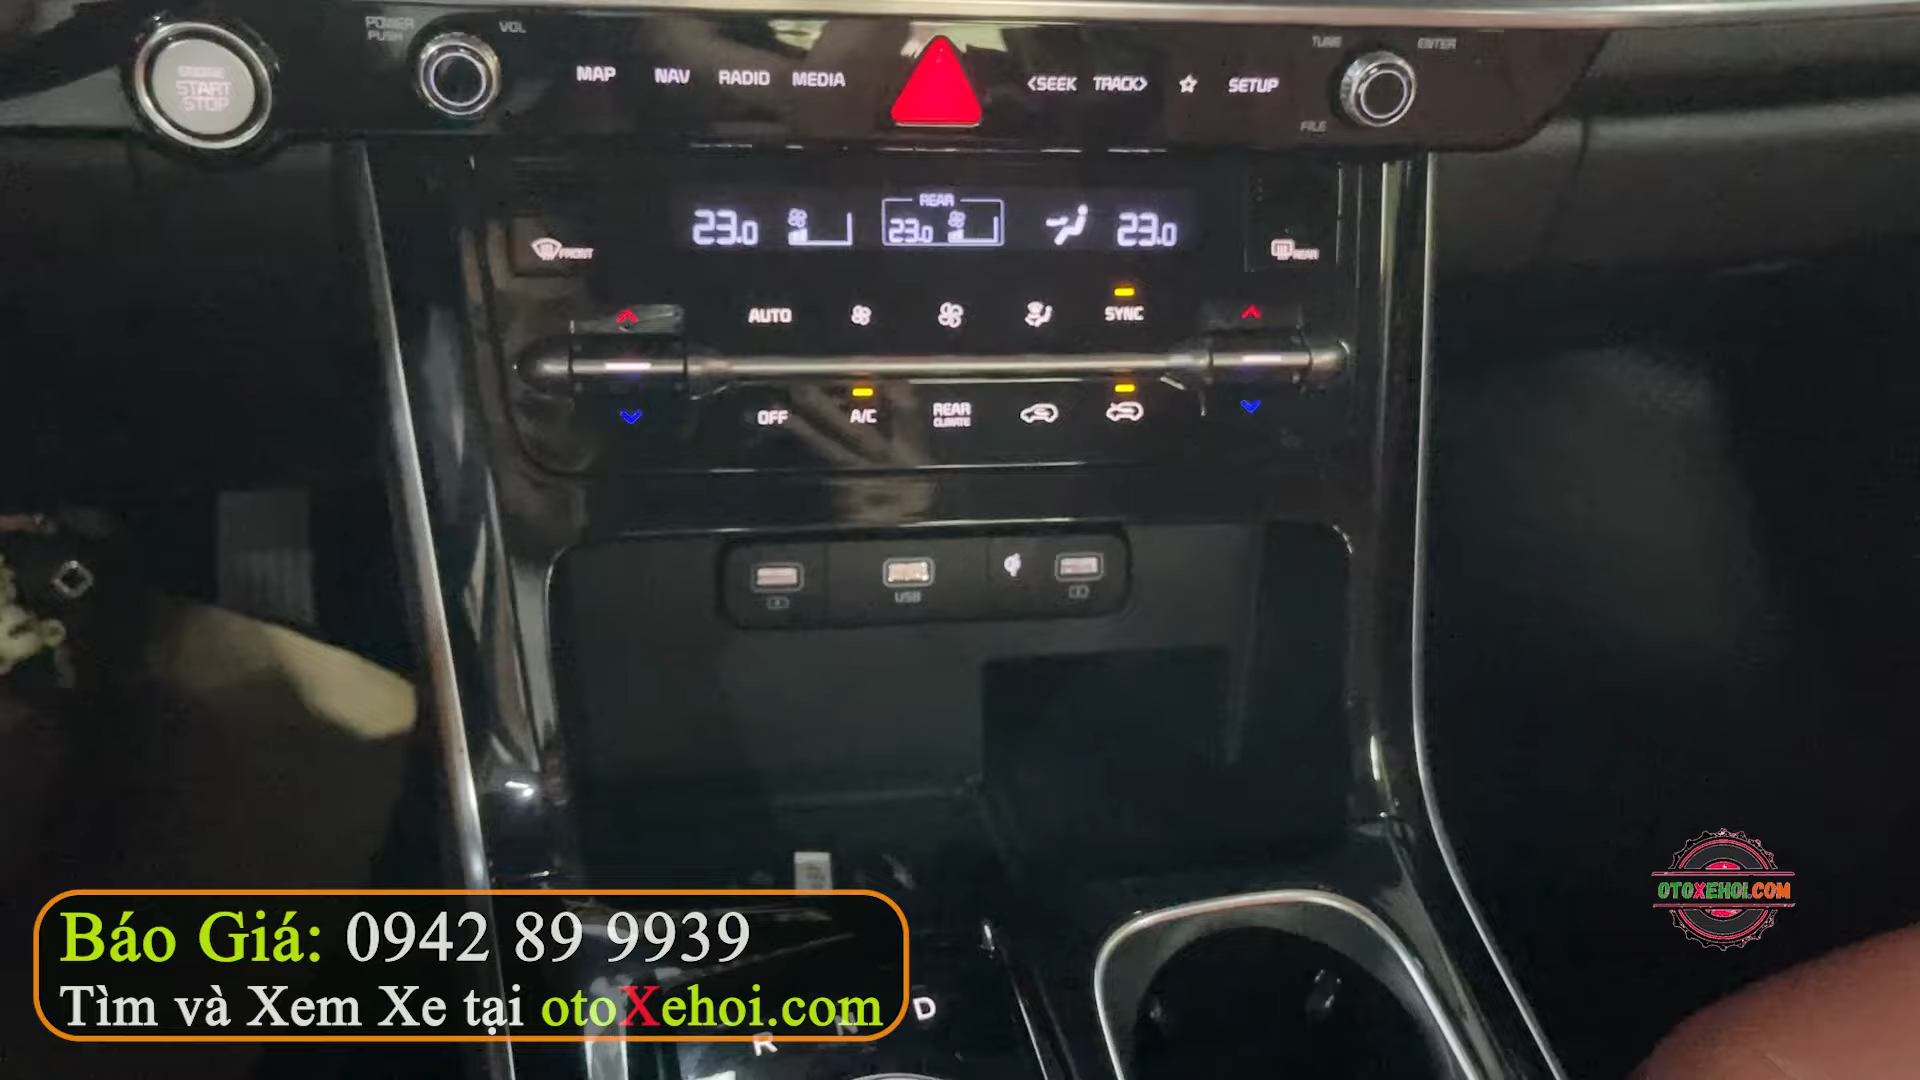 POWER
PUSH
VOL
ENGINE
START
STOP
MAP
NAV
RADIO
MEDIA
<SEEK
TRACK>
SETUP
TUNE
ENTER
FILE
23.0
REAR
23.0
23.0
FRONT
REAR
AUTO
SYNC
OFF
A/C
REAR
CLIMATE
USB
R
N
D
Báo Giá: 0942 89 9939
Tìm và Xem Xe tại otoXehoi.com
OTOXEHOI.COM